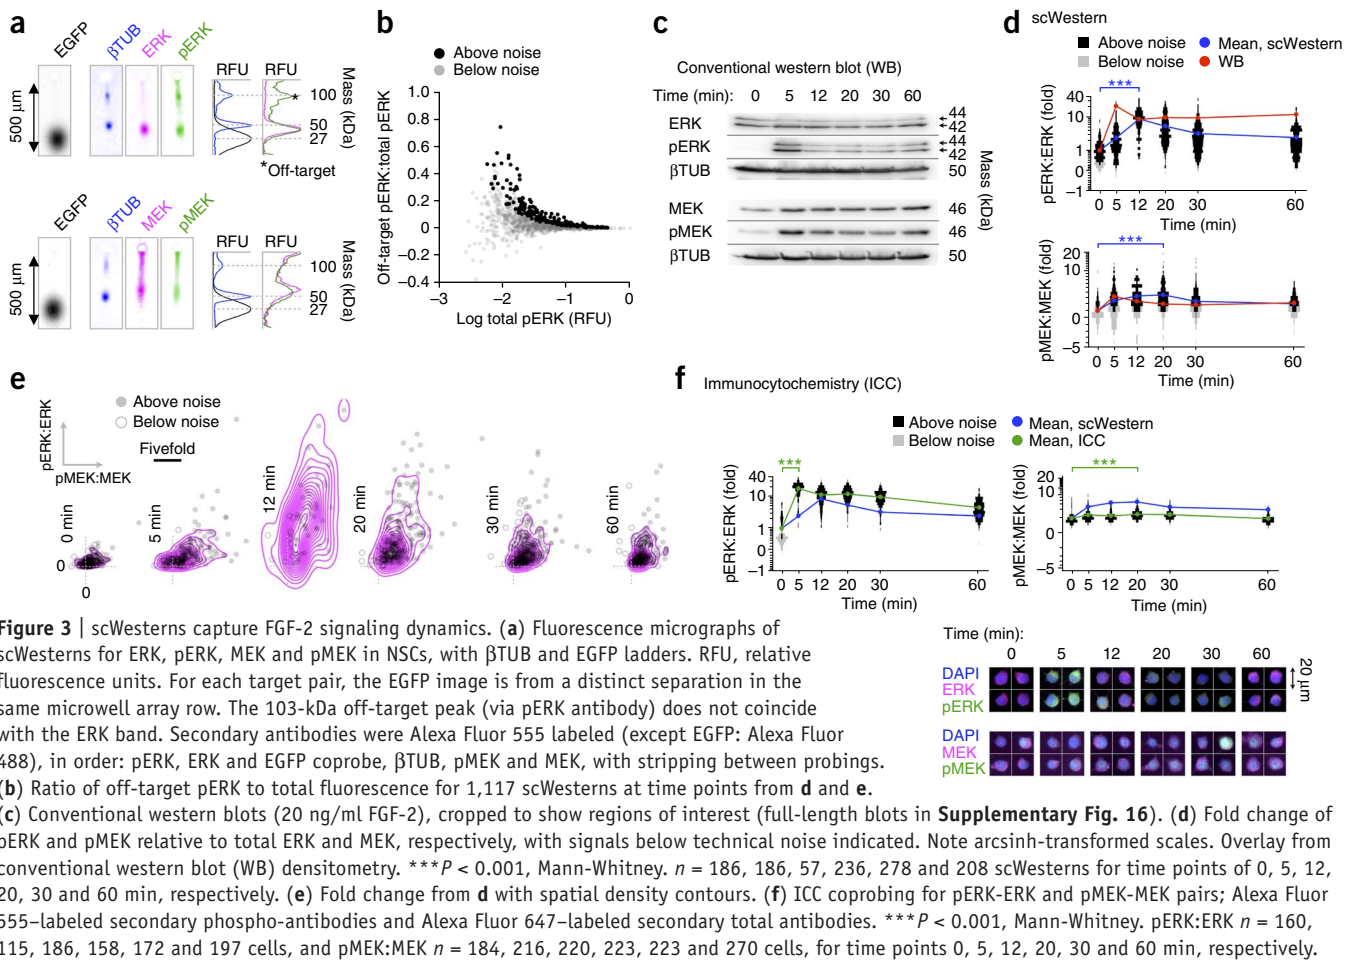 a
EGFP
βTUB
ERK
pERK
RFU
RFU
500 µm
100
*
50
27
Mass (kDa)
*Off-target
EGFP
βTUB
MEK
pMEK
RFU
RFU
500 µm
100
50
27
Mass (kDa)
b
Above noise
Below noise
Off-target pERK:total pERK
1.0
0.8
0.6
0.4
0.2
0
−0.2
−0.4
−3
−2
−1
0
Log total pERK (RFU)
c
Conventional western blot (WB)
Time (min): 0 5 12 20 30 60
ERK
44
42
pERK
44
42
βTUB
50
MEK
46
pMEK
46
βTUB
50
Mass (kDa)
d
scWestern
Above noise
Mean, scWestern
Below noise
WB
pERK:ERK (fold)
***
40
10
1
0
−1
0 5 12 20 30 60
Time (min)
pMEK:MEK (fold)
***
20
10
0
−5
0 5 12 20 30 60
Time (min)
e
Above noise
Below noise
Fivefold
pERK:ERK
pMEK:MEK
0 min
5 min
12 min
20 min
30 min
60 min
0
0
f
Immunocytochemistry (ICC)
Above noise
Mean, scWestern
Below noise
Mean, ICC
pERK:ERK (fold)
***
40
10
1
0
−1
0 5 12 20 30 60
Time (min)
pMEK:MEK (fold)
***
20
10
0
−5
0 5 12 20 30 60
Time (min)
Time (min):
0 5 12 20 30 60
DAPI
ERK
pERK
20 µm
DAPI
MEK
pMEK
Figure 3 | scWesterns capture FGF-2 signaling dynamics. (a) Fluorescence micrographs of
scWesterns for ERK, pERK, MEK and pMEK in NSCs, with βTUB and EGFP ladders. RFU, relative
fluorescence units. For each target pair, the EGFP image is from a distinct separation in the
same microwell array row. The 103-kDa off-target peak (via pERK antibody) does not coincide
with the ERK band. Secondary antibodies were Alexa Fluor 555 labeled (except EGFP: Alexa Fluor
488), in order: pERK, ERK and EGFP coprobe, βTUB, pMEK and MEK, with stripping between probings.
(b) Ratio of off-target pERK to total fluorescence for 1,117 scWesterns at time points from d and e.
(c) Conventional western blots (20 ng/ml FGF-2), cropped to show regions of interest (full-length blots in Supplementary Fig. 16). (d) Fold change of
pERK and pMEK relative to total ERK and MEK, respectively, with signals below technical noise indicated. Note arcsinh-transformed scales. Overlay from
conventional western blot (WB) densitometry. ***P < 0.001, Mann-Whitney. n = 186, 186, 57, 236, 278 and 208 scWesterns for time points of 0, 5, 12,
20, 30 and 60 min, respectively. (e) Fold change from d with spatial density contours. (f) ICC coprobing for pERK-ERK and pMEK-MEK pairs; Alexa Fluor
555–labeled secondary phospho-antibodies and Alexa Fluor 647–labeled secondary total antibodies. ***P < 0.001, Mann-Whitney. pERK:ERK n = 160,
115, 186, 158, 172 and 197 cells, and pMEK:MEK n = 184, 216, 220, 223, 223 and 270 cells, for time points 0, 5, 12, 20, 30 and 60 min, respectively.